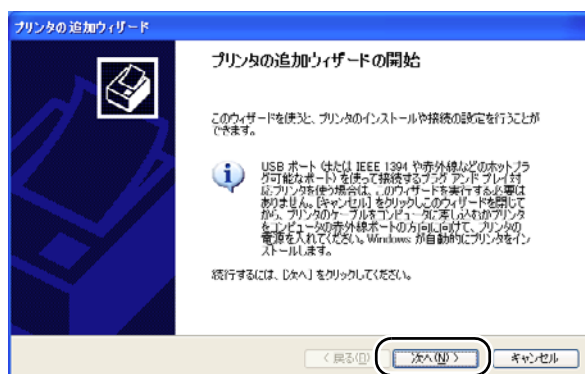 プリンタの追加ウィザード
プリンタの追加ウィザードの開始
このウィザードを使うと、プリンタのインストールや接続の設定を行うことが
できます。
USB ポート (または IEEE 1394 や赤外線などのホットプラ
グ可能なポート) を使って接続するプラグ アンド プレイ対
応プリンタを使う場合は、このウィザードを実行する必要は
ありません。[キャンセル] をクリックしこのウィザードを閉じて
から、プリンタのケーブルをコンピュータに差し込むかプリンタ
をコンピュータの赤外線ポートの方向に向けて、プリンタの
電源を入れてください。Windows が自動的にプリンタをイン
ストールします。
続行するには、[次へ] をクリックしてください。
< 戻る(D)
次へ(N) >
キャンセル